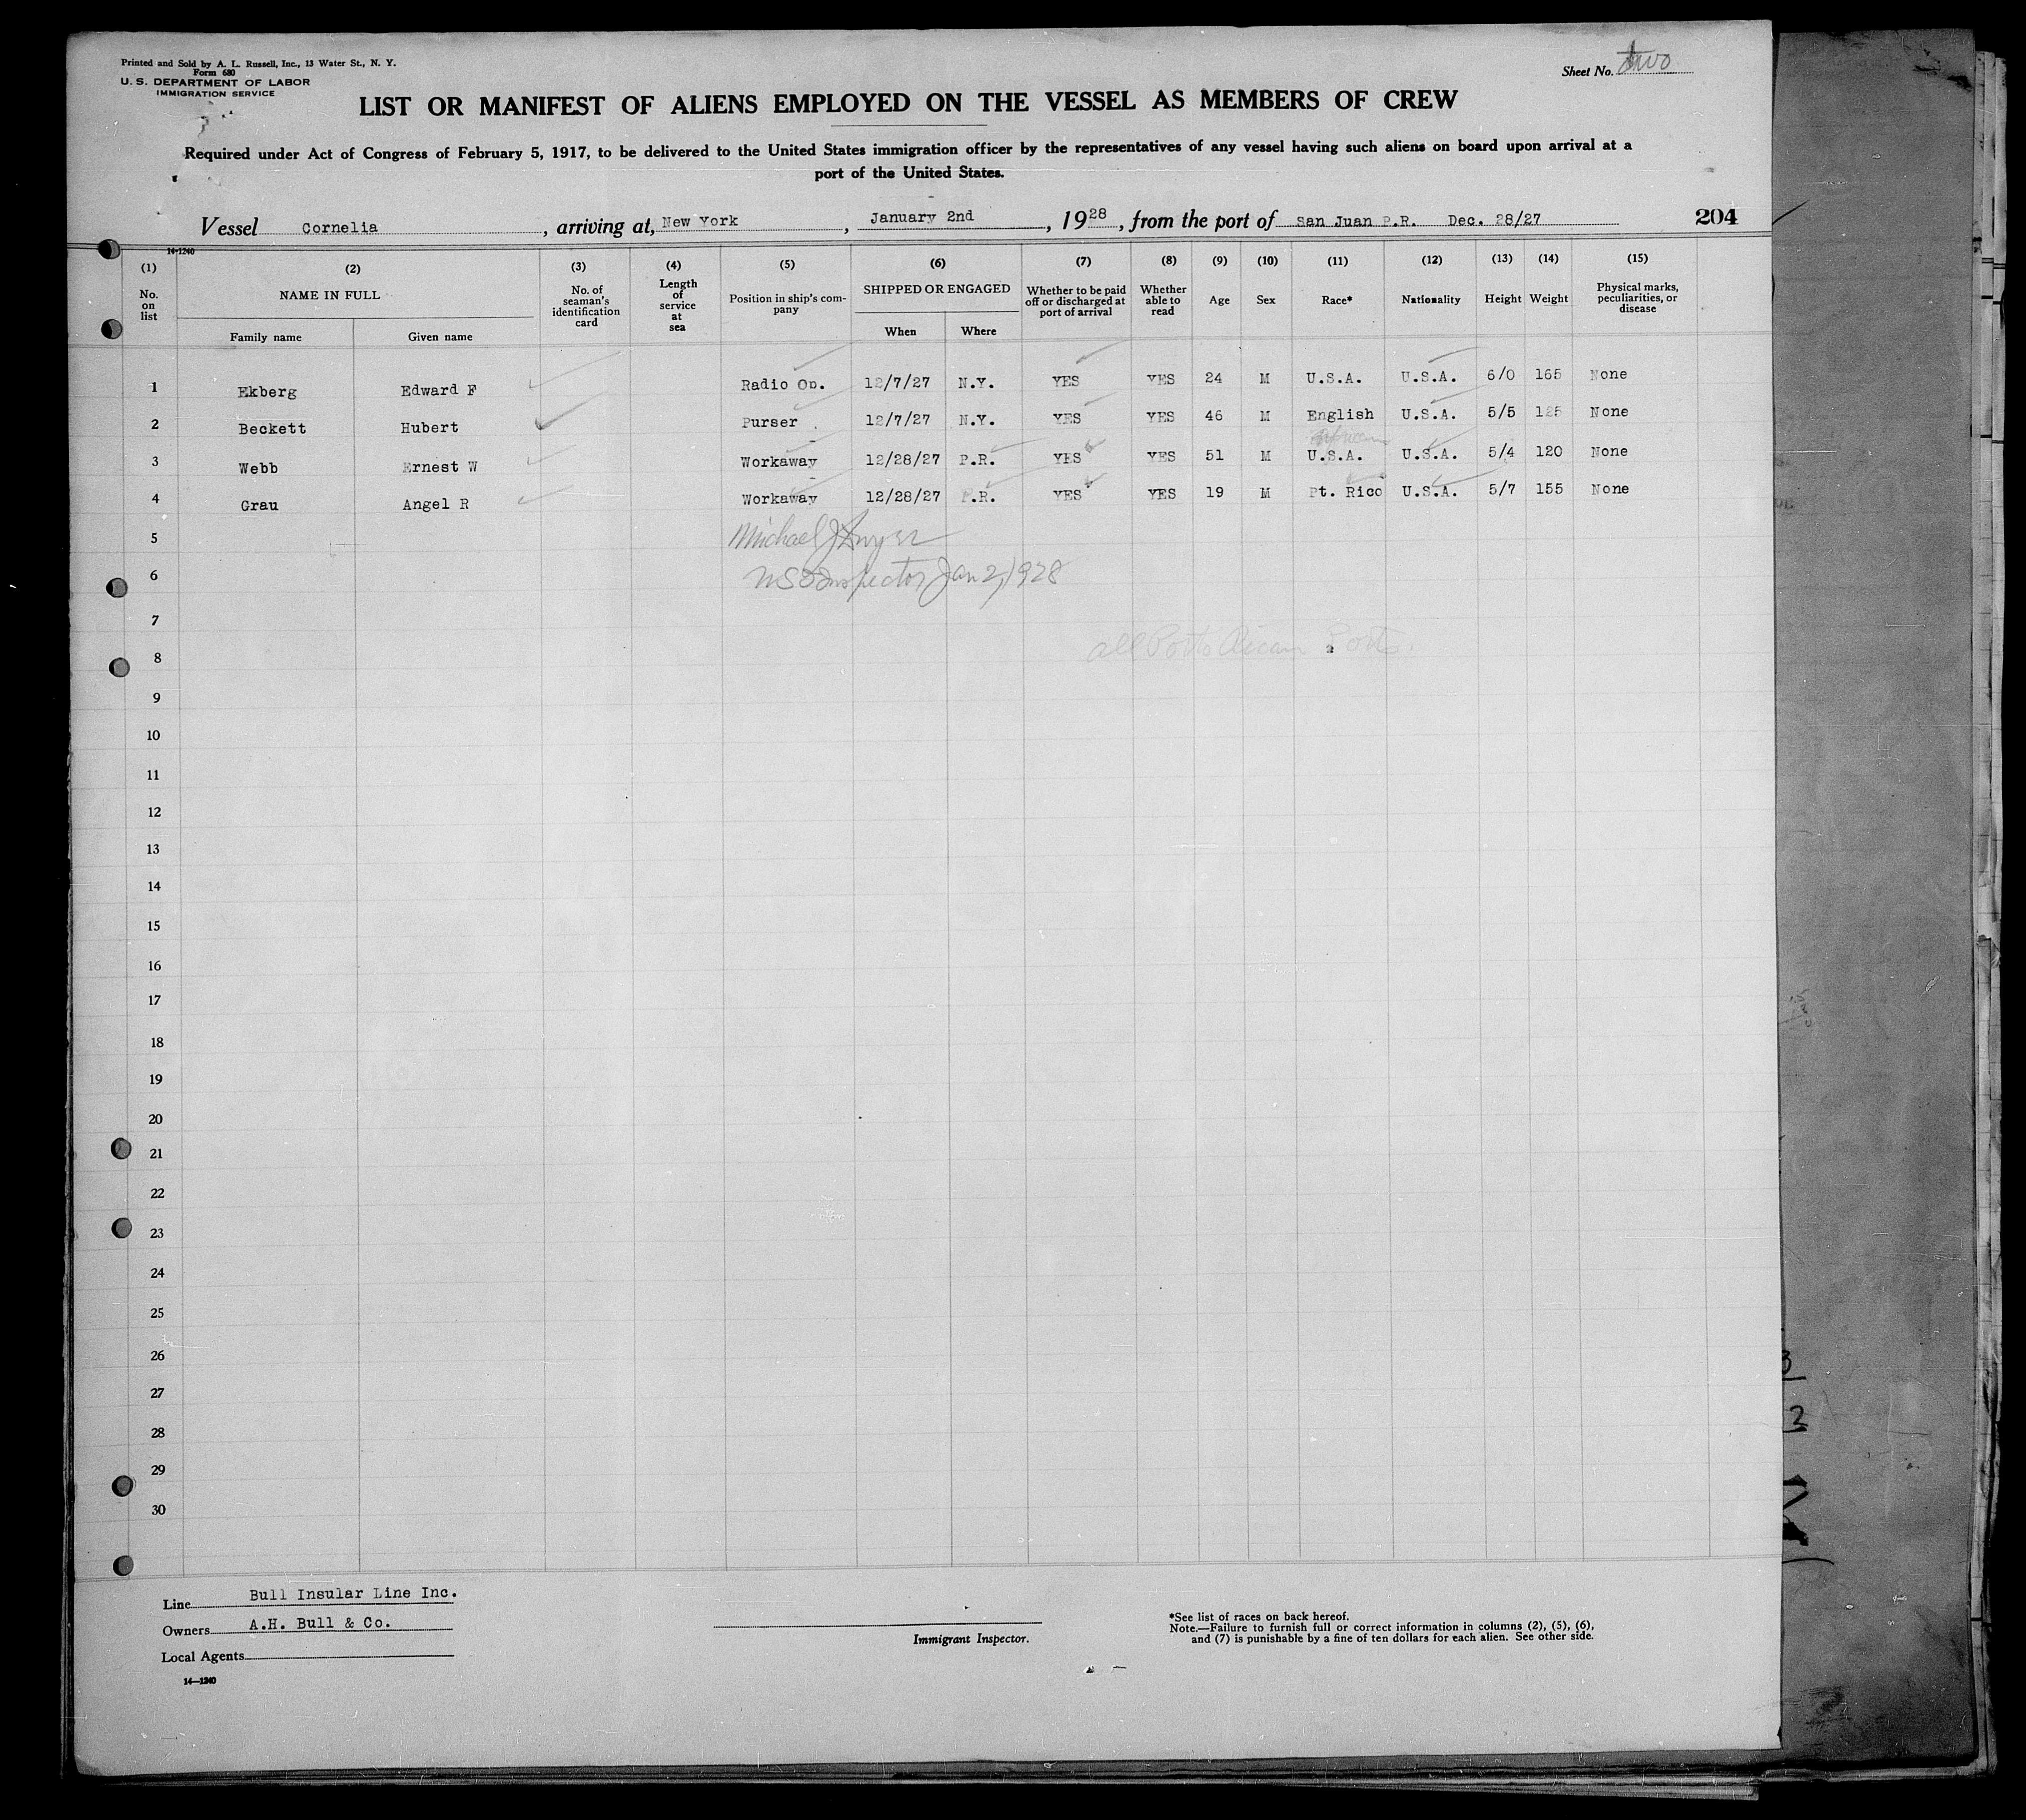 Printed and Sold by A. L. Russell, Inc., 13 Water St., N. Y.
Form 680
U. S. DEPARTMENT OF LABOR
IMMIGRATION SERVICE
Sheet No. two
LIST OR MANIFEST OF ALIENS EMPLOYED ON THE VESSEL AS MEMBERS OF CREW
Required under Act of Congress of February 5, 1917, to be delivered to the United States immigration officer by the representatives of any vessel having such aliens on board upon arrival at a
port of the United States.
Vessel Cornelia, arriving at, New York, January 2nd, 1928, from the port of San Juan P.R. Dec. 28/27 204
14-1240
(1) (2) (3) (4) (5) (6) (7) (8) (9) (10) (11) (12) (13) (14) (15)
No. on list NAME IN FULL No. of seaman's identification card Length of service at sea Position in ship's company SHIPPED OR ENGAGED Whether to be paid off or discharged at port of arrival Whether able to read Age Sex Race* Nationality Height Weight Physical marks, peculiarities, or disease
Family name Given name When Where
1 Ekberg Edward F Radio Op. 12/7/27 N.Y. YES YES 24 M U.S.A. U.S.A. 6/0 165 None
2 Beckett Hubert Purser 12/7/27 N.Y. YES YES 46 M English U.S.A. 5/5 125 None
3 Webb Ernest W Workaway 12/28/27 P.R. YES YES 51 M U.S.A. U.S.A. 5/4 120 None
4 Grau Angel R Workaway 12/28/27 P.R. YES YES 19 M Pt. Rico U.S.A. 5/7 155 None
5 Michael J Dwyer
6 Inspector Jan 2, 1928
7
8 all Porto Rican Ports.
9
10
11
12
13
14
15
16
17
18
19
20
21
22
23
24
25
26
27
28
29
30
Line Bull Insular Line Inc.
Owners A.H. Bull & Co.
Local Agents
14—1240
Immigrant Inspector.
*See list of races on back hereof.
Note.—Failure to furnish full or correct information in columns (2), (5), (6),
and (7) is punishable by a fine of ten dollars for each alien. See other side.